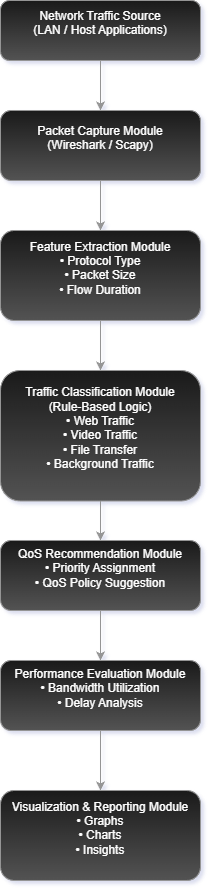 Network Traffic Source
(LAN / Host Applications)
Packet Capture Module
(Wireshark / Scapy)
Feature Extraction Module
• Protocol Type
• Packet Size
• Flow Duration
Traffic Classification Module
(Rule-Based Logic)
• Web Traffic
• Video Traffic
• File Transfer
• Background Traffic
QoS Recommendation Module
• Priority Assignment
• QoS Policy Suggestion
Performance Evaluation Module
• Bandwidth Utilization
• Delay Analysis
Visualization & Reporting Module
• Graphs
• Charts
• Insights